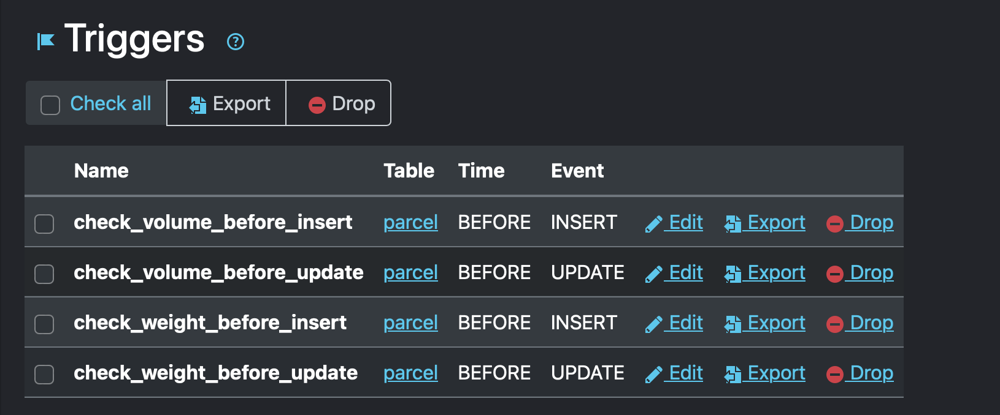 Triggers ?
Check all Export Drop
Name Table Time Event
check_volume_before_insert parcel BEFORE INSERT Edit Export Drop
check_volume_before_update parcel BEFORE UPDATE Edit Export Drop
check_weight_before_insert parcel BEFORE INSERT Edit Export Drop
check_weight_before_update parcel BEFORE UPDATE Edit Export Drop